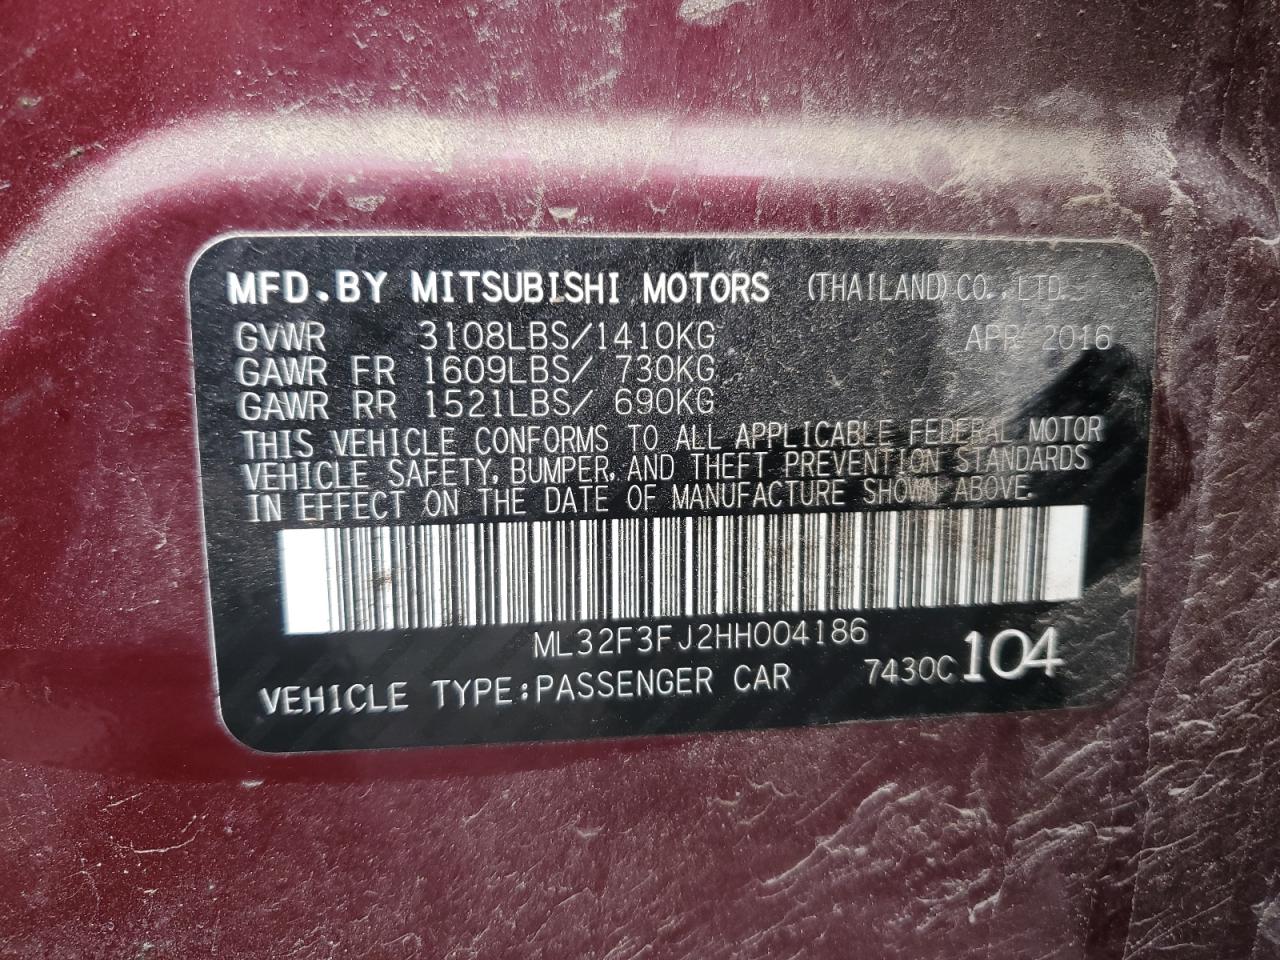 MFD.BY MITSUBISHI MOTORS (THAILAND) CO., LTD.
GVWR 3108LBS/1410KG APR 2016
GAWR FR 1609LBS/ 730KG
GAWR RR 1521LBS/ 690KG
THIS VEHICLE CONFORMS TO ALL APPLICABLE FEDERAL MOTOR
VEHICLE SAFETY, BUMPER, AND THEFT PREVENTION STANDARDS
IN EFFECT ON THE DATE OF MANUFACTURE SHOWN ABOVE.
ML32F3FJ2HH004186
VEHICLE TYPE:PASSENGER CAR 7430C 104